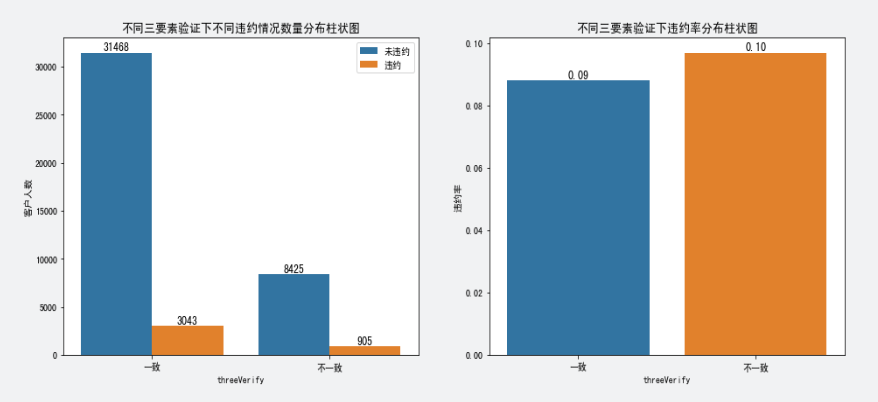 不同三要素验证下不同违约情况数量分布柱状图
31468
3043
8425
905
未违约
违约
30000
25000
20000
15000
10000
5000
0
客户人数
一致
不一致
threeVerify
不同三要素验证下违约率分布柱状图
0.09
0.10
0.10
0.08
0.06
0.04
0.02
0.00
违约率
一致
不一致
threeVerify